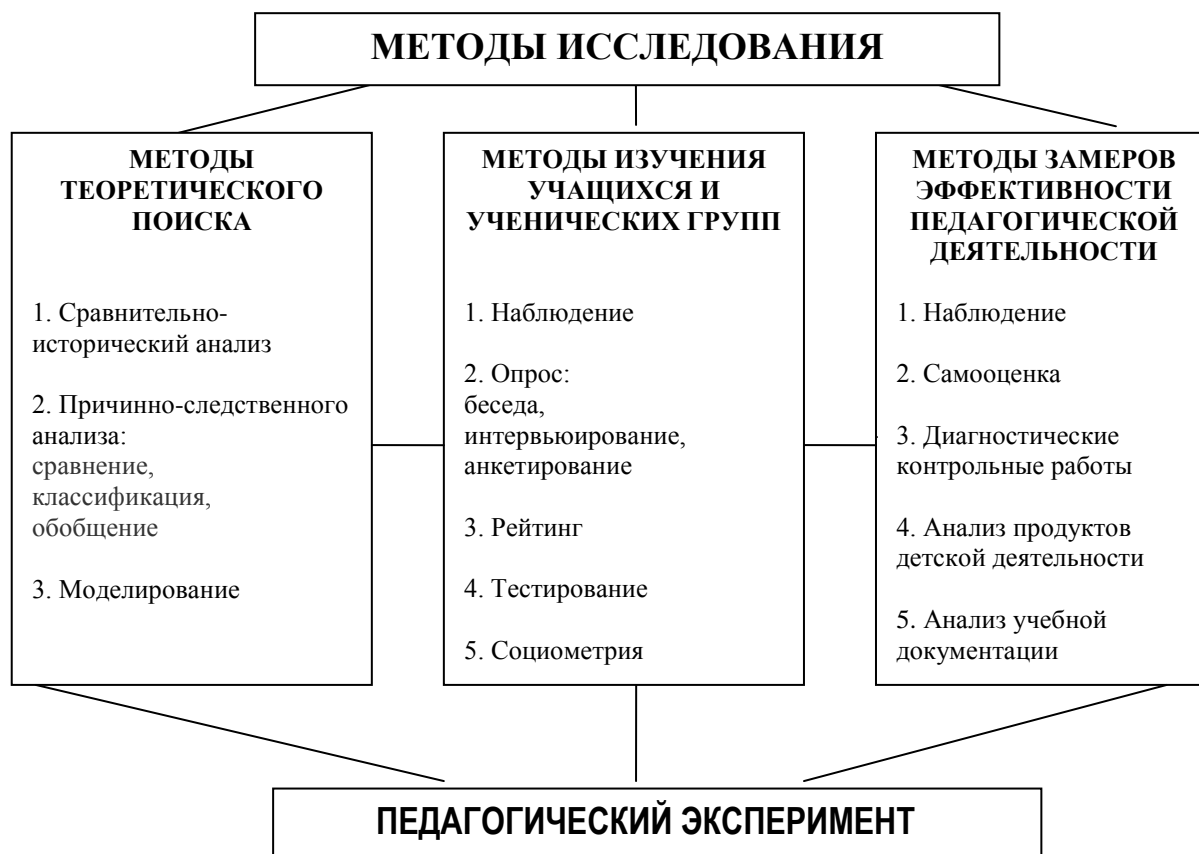 МЕТОДЫ ИССЛЕДОВАНИЯ
МЕТОДЫ
ТЕОРЕТИЧЕСКОГО
ПОИСКА
1. Сравнительно-
исторический анализ
2. Причинно-следственного
анализа:
сравнение,
классификация,
обобщение
3. Моделирование
МЕТОДЫ ИЗУЧЕНИЯ
УЧАЩИХСЯ И
УЧЕНИЧЕСКИХ ГРУПП
1. Наблюдение
2. Опрос:
беседа,
интервьюирование,
анкетирование
3. Рейтинг
4. Тестирование
5. Социометрия
МЕТОДЫ ЗАМЕРОВ
ЭФФЕКТИВНОСТИ
ПЕДАГОГИЧЕСКОЙ
ДЕЯТЕЛЬНОСТИ
1. Наблюдение
2. Самооценка
3. Диагностические
контрольные работы
4. Анализ продуктов
детской деятельности
5. Анализ учебной
документации
ПЕДАГОГИЧЕСКИЙ ЭКСПЕРИМЕНТ